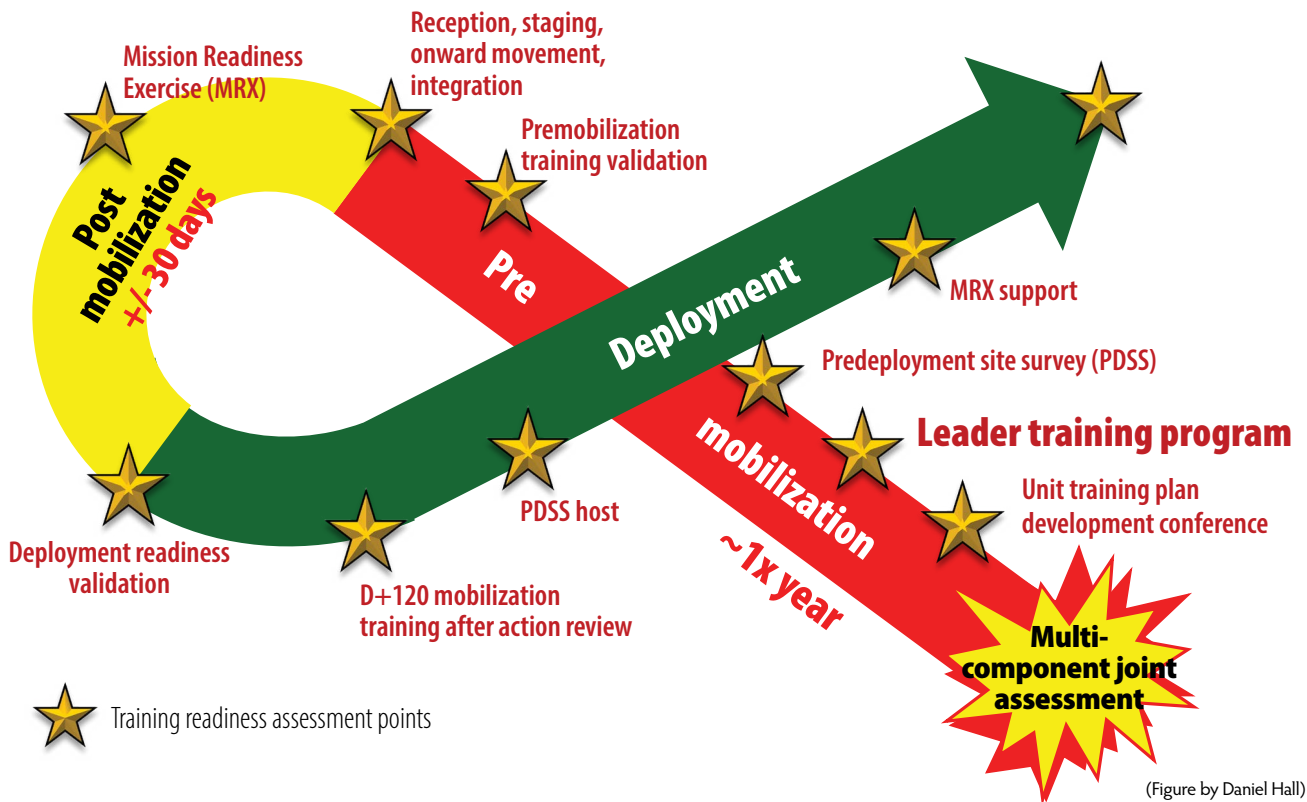 Reception, staging,
onward movement,
integration
Mission Readiness
Exercise (MRX)
Premobilization
training validation
Post
mobilization
+/- 30 days
Pre
Deployment
MRX support
Predeployment site survey (PDSS)
Leader training program
mobilization
~1x year
Unit training plan
development conference
PDSS host
Deployment readiness
validation
D+120 mobilization
training after action review
Multi-
component joint
assessment
Training readiness assessment points
(Figure by Daniel Hall)